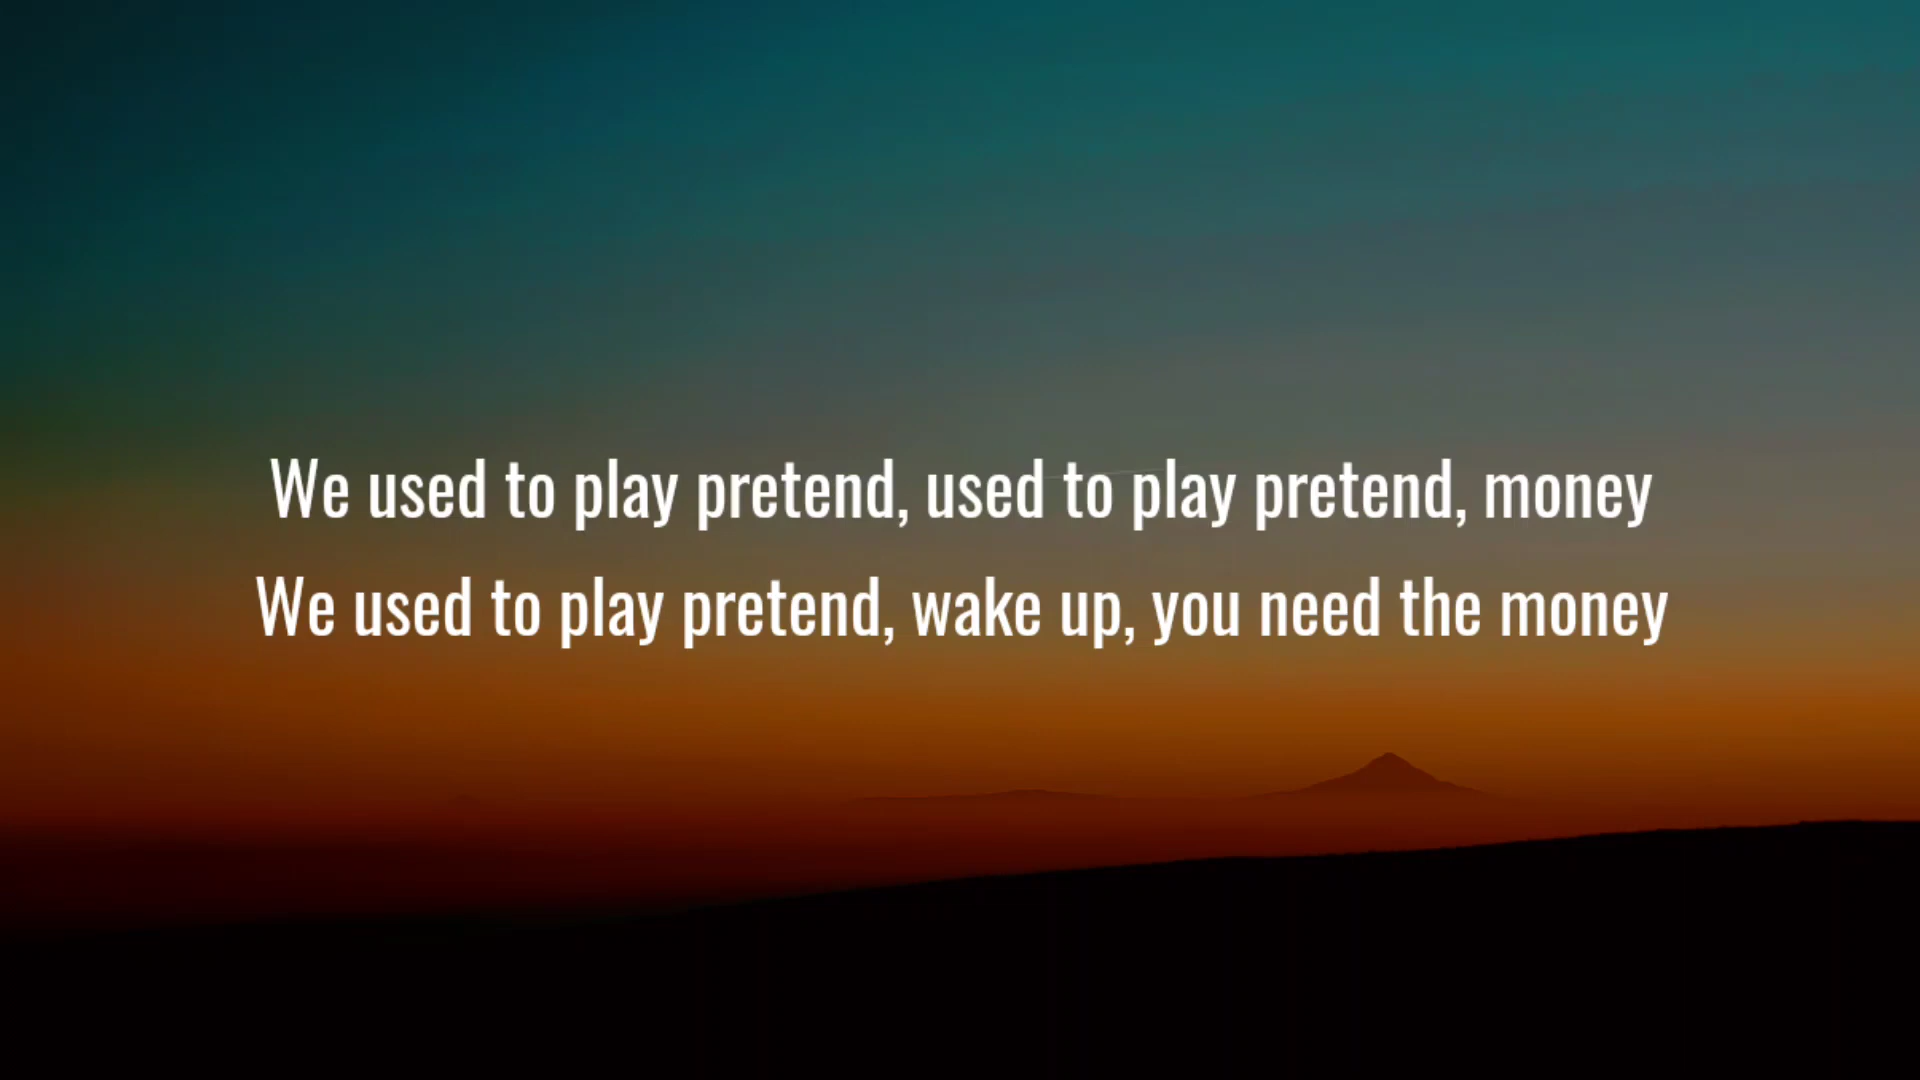 We used to play pretend, used to play pretend, money
We used to play pretend, wake up, you need the money